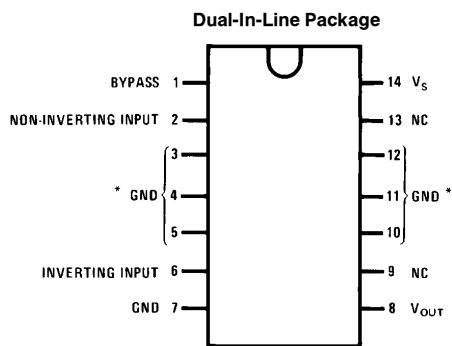 Dual-In-Line Package
BYPASS 1
14 VS
NON-INVERTING INPUT 2
13 NC
3
12
* GND 4
11 GND *
5
10
INVERTING INPUT 6
9 NC
GND 7
8 VOUT